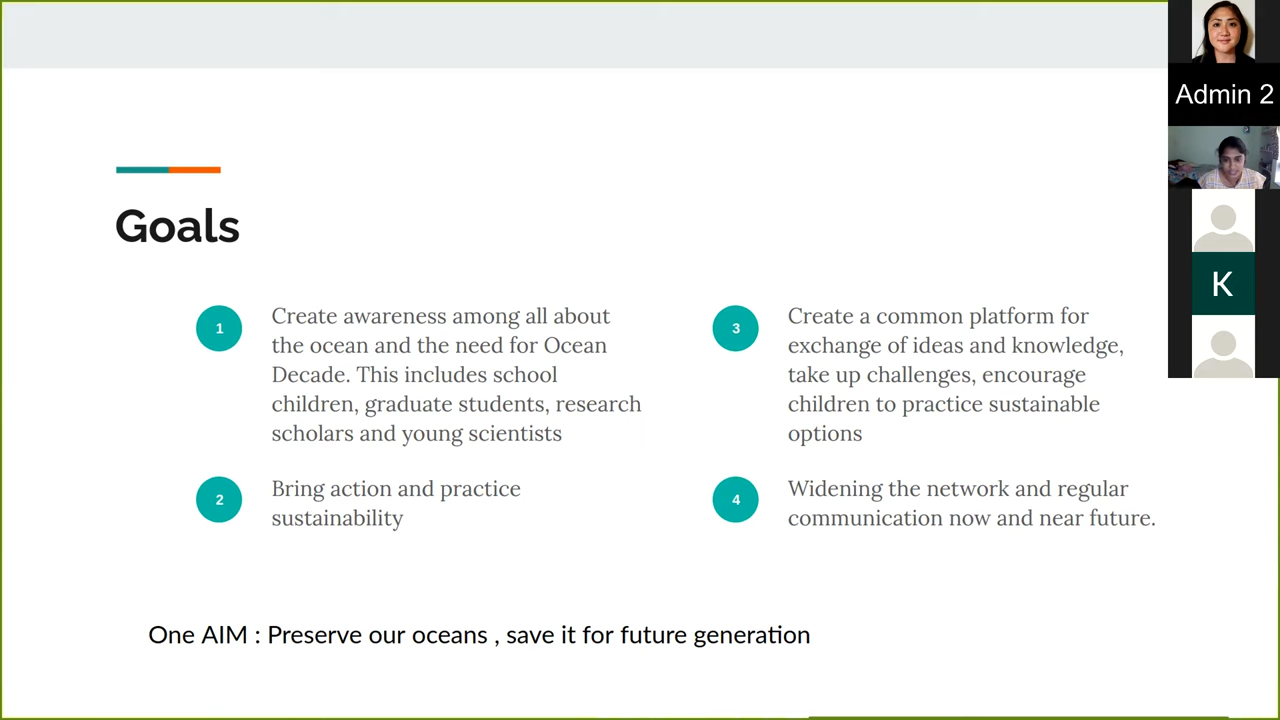 Goals
1
Create awareness among all about
the ocean and the need for Ocean
Decade. This includes school
children, graduate students, research
scholars and young scientists
2
Bring action and practice
sustainability
3
Create a common platform for
exchange of ideas and knowledge,
take up challenges, encourage
children to practice sustainable
options
4
Widening the network and regular
communication now and near future.
One AIM : Preserve our oceans , save it for future generation
Admin 2
K